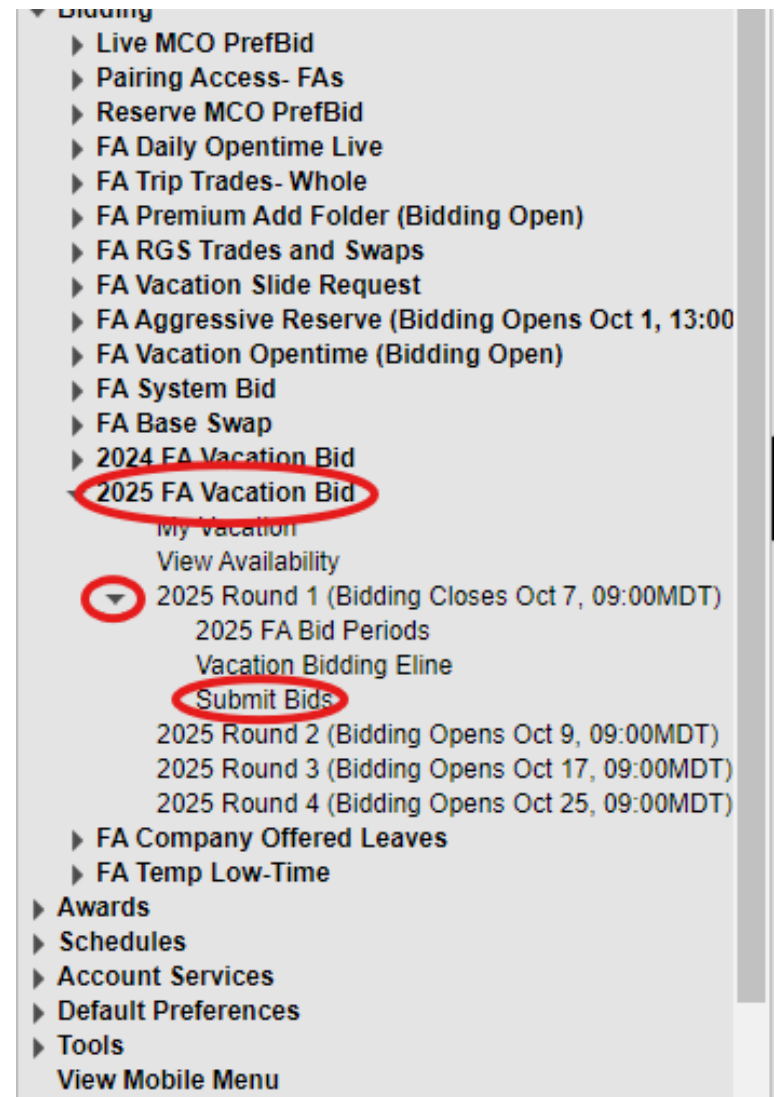 Bidding
Live MCO PrefBid
Pairing Access- FAs
Reserve MCO PrefBid
FA Daily Opentime Live
FA Trip Trades- Whole
FA Premium Add Folder (Bidding Open)
FA RGS Trades and Swaps
FA Vacation Slide Request
FA Aggressive Reserve (Bidding Opens Oct 1, 13:00
FA Vacation Opentime (Bidding Open)
FA System Bid
FA Base Swap
2024 FA Vacation Bid
2025 FA Vacation Bid
My Vacation
View Availability
2025 Round 1 (Bidding Closes Oct 7, 09:00MDT)
2025 FA Bid Periods
Vacation Bidding Eline
Submit Bids
2025 Round 2 (Bidding Opens Oct 9, 09:00MDT)
2025 Round 3 (Bidding Opens Oct 17, 09:00MDT)
2025 Round 4 (Bidding Opens Oct 25, 09:00MDT)
FA Company Offered Leaves
FA Temp Low-Time
Awards
Schedules
Account Services
Default Preferences
Tools
View Mobile Menu